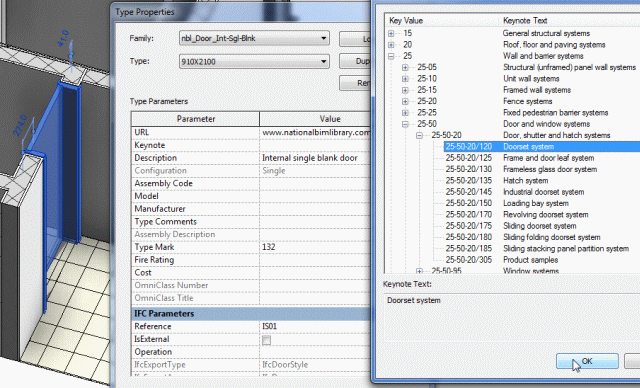 41.0
274.0
Type Properties
Family:
nbl_Door_Int-Sgl-Blnk
Lo
Type:
910X2100
Dup
Ren
Type Parameters
Parameter Value
URL www.nationalbimlibrary.com
Keynote
Description Internal single blank door
Configuration Single
Assembly Code
Model
Manufacturer
Type Comments
Assembly Description
Type Mark 132
Fire Rating
Cost
OmniClass Number
OmniClass Title
IFC Parameters
Reference IS01
IsExternal
Operation
IfcExportType IfcDoorStyle
Key Value Keynote Text
15 General structural systems
20 Roof, floor and paving systems
25 Wall and barrier systems
25-05 Structural (unframed) panel wall systems
25-10 Unit wall systems
25-15 Framed wall systems
25-20 Fence systems
25-25 Fixed pedestrian barrier systems
25-50 Door and window systems
25-50-20 Door, shutter and hatch systems
25-50-20/120 Doorset system
25-50-20/125 Frame and door leaf system
25-50-20/130 Frameless glass door system
25-50-20/135 Hatch system
25-50-20/145 Industrial doorset system
25-50-20/150 Loading bay system
25-50-20/170 Revolving doorset system
25-50-20/175 Sliding doorset system
25-50-20/180 Sliding folding doorset system
25-50-20/185 Sliding stacking panel partition system
25-50-20/305 Product samples
25-50-95 Window systems
Keynote Text:
Doorset system
OK